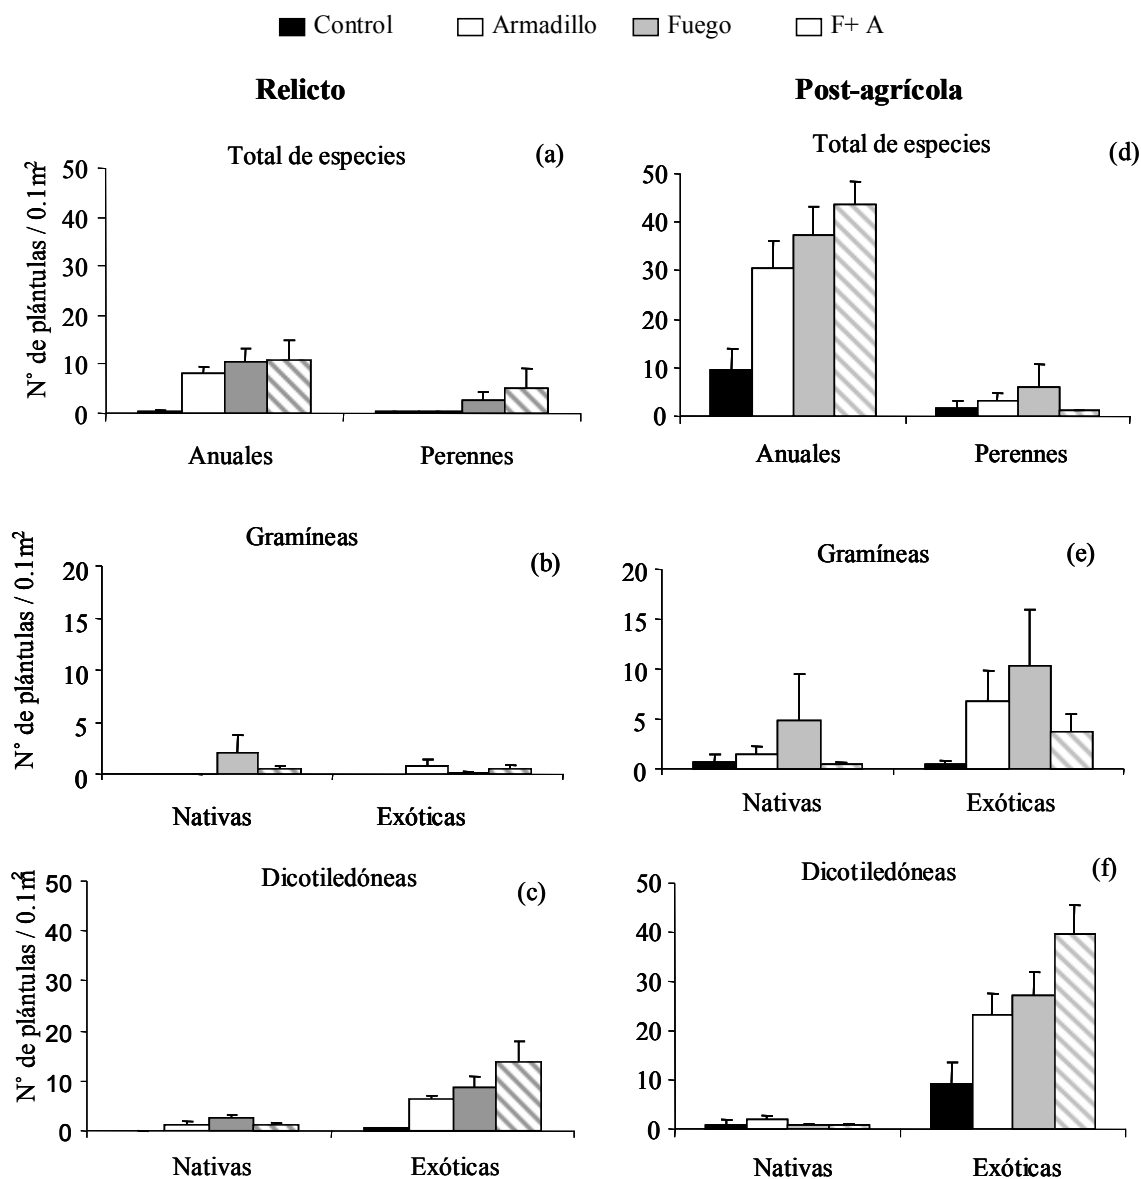 Control Armadillo Fuego F+ A
Relicto
Post-agrícola
Total de especies (a)
N° de plántulas / 0.1m²
50
40
30
20
10
0
Anuales Perennes
Total de especies (d)
50
40
30
20
10
0
Anuales Perennes
Gramíneas (b)
N° de plántulas / 0.1m²
20
15
10
5
0
Nativas Exóticas
Gramíneas (e)
20
15
10
5
0
Nativas Exóticas
Dicotiledóneas (c)
N° de plántulas / 0.1m²
50
40
30
20
10
0
Nativas Exóticas
Dicotiledóneas (f)
50
40
30
20
10
0
Nativas Exóticas